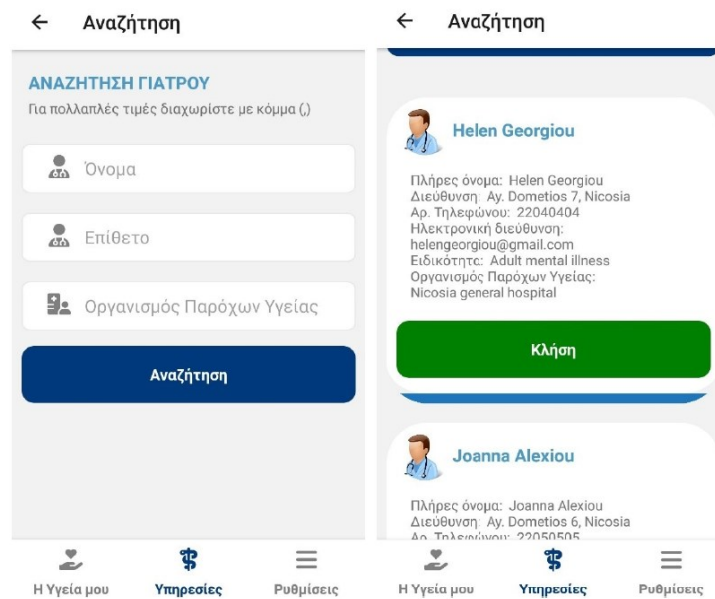 Αναζήτηση
ΑΝΑΖΗΤΗΣΗ ΓΙΑΤΡΟΥ
Για πολλαπλές τιμές διαχωρίστε με κόμμα (,)
Όνομα
Επίθετο
Οργανισμός Παρόχων Υγείας
Αναζήτηση
Η Υγεία μου
Υπηρεσίες
Ρυθμίσεις
Αναζήτηση
Helen Georgiou
Πλήρες όνομα: Helen Georgiou
Διεύθυνση: Ay. Dometios 7, Nicosia
Αρ. Τηλεφώνου: 22040404
Ηλεκτρονική διεύθυνση:
helengeorgiou@gmail.com
Ειδικότητα: Adult mental illness
Οργανισμός Παρόχων Υγείας:
Nicosia general hospital
Κλήση
Joanna Alexiou
Πλήρες όνομα: Joanna Alexiou
Διεύθυνση: Ay. Dometios 6, Nicosia
Αρ. Τηλεφώνου: 22050505
Η Υγεία μου
Υπηρεσίες
Ρυθμίσεις